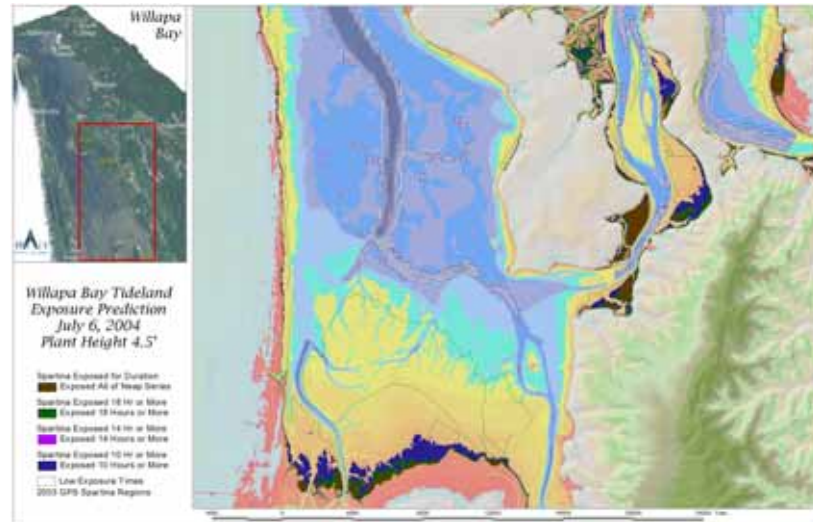 Willapa
Bay
Willapa Bay Tideland
Exposure Prediction
July 6, 2004
Plant Height 4.5'
Spartina Exposed for Duration
Exposed All of Neap Series
Spartina Exposed 18 Hr or More
Exposed 18 Hours or More
Spartina Exposed 14 Hr or More
Exposed 14 Hours or More
Spartina Exposed 10 Hr or More
Exposed 10 Hours or More
Low Exposure Times
2003 GPS Spartina Regions